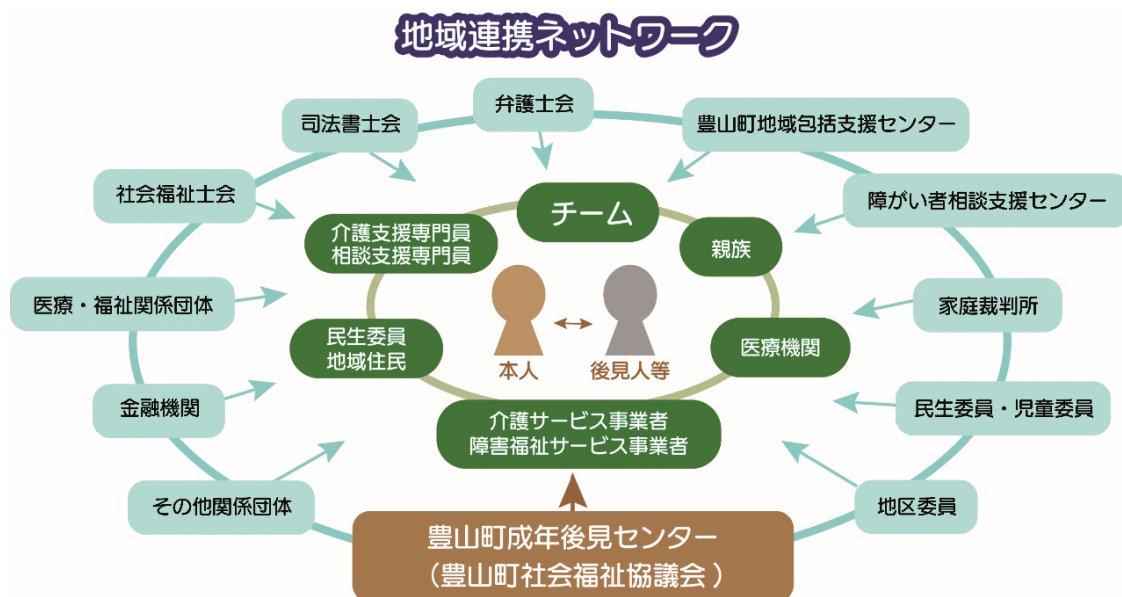 地域連携ネットワーク
弁護士会
司法書士会
豊山町地域包括支援センター
社会福祉士会
障がい者相談支援センター
チーム
介護支援専門員
相談支援専門員
親族
医療・福祉関係団体
家庭裁判所
民生委員
地域住民
医療機関
本人
後見人等
金融機関
民生委員・児童委員
介護サービス事業者
障害福祉サービス事業者
その他関係団体
地区委員
豊山町成年後見センター
（豊山町社会福祉協議会）